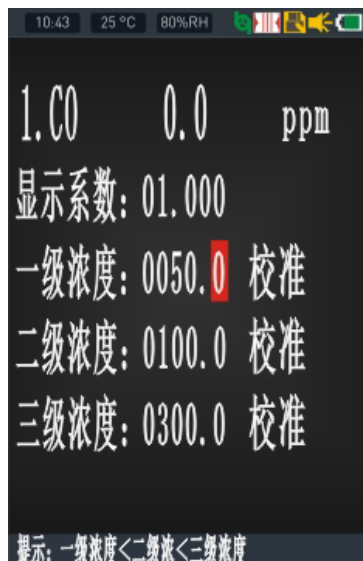 10:43 25 °C 80%RH
1.CO 0.0 ppm
显示系数: 01.000
一级浓度: 0050.0 校准
二级浓度: 0100.0 校准
三级浓度: 0300.0 校准
提示: 一级浓度<二级浓<三级浓度